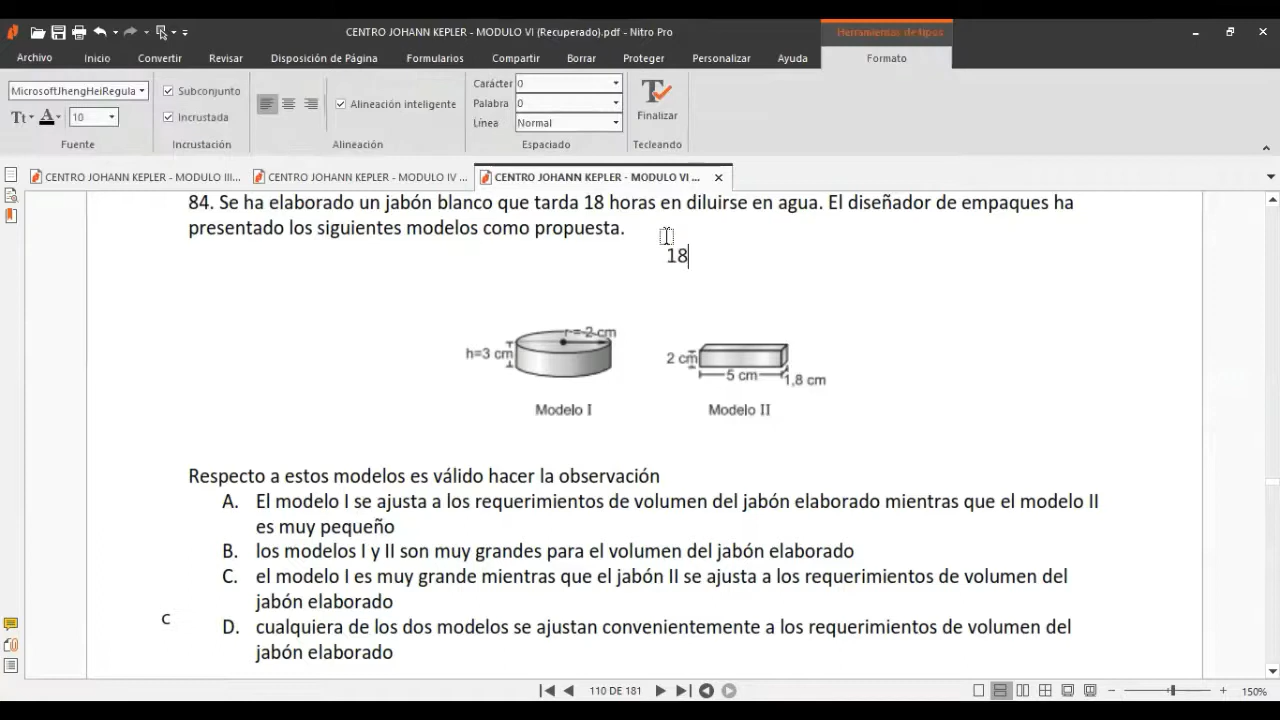 CENTRO JOHANN KEPLER - MODULO VI (Recuperado).pdf - Nitro Pro
Herramientas de tipos
Archivo Inicio Convertir Revisar Disposición de Página Formularios Compartir Borrar Proteger Personalizar Ayuda Formato
MicrosoftJhengHeiRegula
Subconjunto
Alineación inteligente
Carácter 0
Palabra 0
Tt A 10
Incrustada
Línea Normal
Finalizar
Fuente Incrustación Alineación Espaciado Tecleando
CENTRO JOHANN KEPLER - MODULO III... CENTRO JOHANN KEPLER - MODULO IV ... CENTRO JOHANN KEPLER - MODULO VI ...
84. Se ha elaborado un jabón blanco que tarda 18 horas en diluirse en agua. El diseñador de empaques ha
presentado los siguientes modelos como propuesta.
18
r = 2 cm
h=3 cm
2 cm
5 cm
1,8 cm
Modelo I Modelo II
Respecto a estos modelos es válido hacer la observación
A. El modelo I se ajusta a los requerimientos de volumen del jabón elaborado mientras que el modelo II
es muy pequeño
B. los modelos I y II son muy grandes para el volumen del jabón elaborado
C. el modelo I es muy grande mientras que el jabón II se ajusta a los requerimientos de volumen del
jabón elaborado
C
D. cualquiera de los dos modelos se ajustan convenientemente a los requerimientos de volumen del
jabón elaborado
110 DE 181
150%